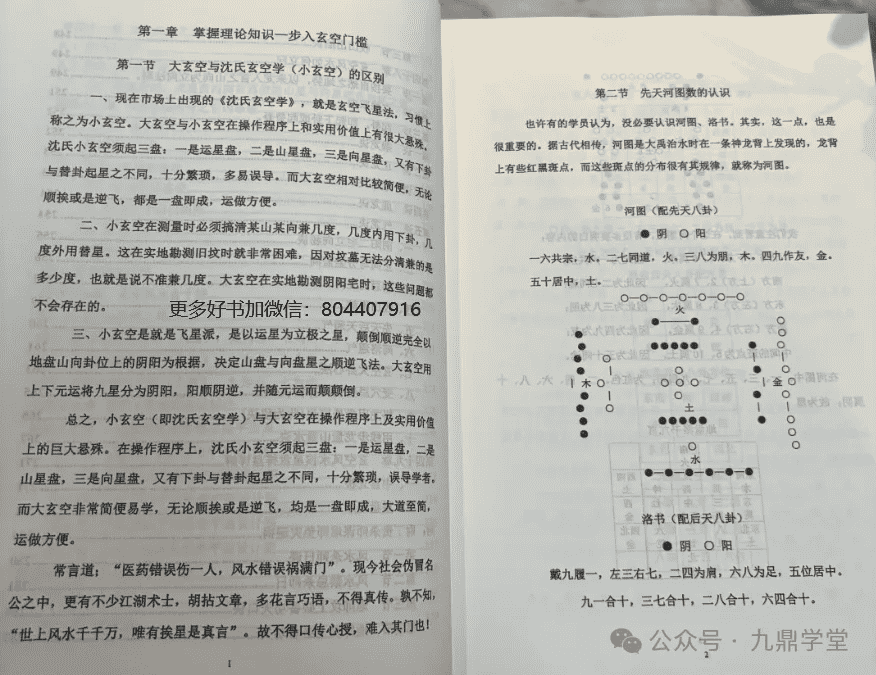 第一章 掌握理论知识一步入玄空门槛
第一节 大玄空与沈氏玄空学（小玄空）的区别
一、现在市场上出现的《沈氏玄空学》，就是玄空飞星法，习惯上
称之为小玄空。大玄空与小玄空在操作程序上和实用价值上有很大悬殊，
沈氏小玄空须起三盘：一是运星盘，二是山星盘，三是向星盘，又有下卦
与替卦起星之不同，十分繁琐，多易误导。而大玄空相对比较简便，无论
顺挨或是逆飞，都是一盘即成，运做方便。
二、小玄空在测量时必须搞清某山某向兼几度，几度内用下卦，几
度外用替星。这在实地勘测旧坟时就非常困难，因对坟墓无法分清兼的是
多少度，也就是说不准兼几度。大玄空在实地勘测阴阳宅时，这些问题都
不会存在的。
更多好书加微信：804407916
三、小玄空是就是飞星派，是以运星为立极之星，颠倒顺逆完全以
地盘山向卦位上的阴阳为根据，决定山盘与向盘星之顺逆飞法。大玄空用
上下元运将九星分为阴阳，阳顺阴逆，并随元运而颠颠倒。
总之，小玄空（即沈氏玄空学）与大玄空在操作程序上及实用价值
上的巨大悬殊。在操作程序上，沈氏小玄空须起三盘：一是运星盘，二是
山星盘，三是向星盘，又有下卦与替卦起星之不同，十分繁琐，误导学者。
而大玄空非常简便易学，无论顺挨或是逆飞，均是一盘即成，大道至简，
运做方便。
常言道；“医药错误伤一人，风水错误祸满门”。现今社会伪冒名
公之中，更有不少江湖术士，胡拈文章，多花言巧语，不得真传。孰不知，
“世上风水千千万，唯有挨星是真言”。故不得口传心授，难入其门也！
1
第二节 先天河图数的认识
也许有的学员认为，没必要认识河图、洛书。其实，这一点，也是
很重要的。据古代相传，河图是大禹治水时在一条神龙背上发现的，龙背
上有些红黑斑点，而这些斑点的分布很有其规律，就称为河图。
河图（配先天八卦）
● 阴 ○ 阳
一六共宗，水。二七同道，火。三八为朋，木。四九作友，金。
五十居中，土。
火
木
金
土
水
洛书（配后天八卦）
● 阴 ○ 阳
戴九履一，左三右七，二四为肩，六八为足，五位居中。
九一合十，三七合十，二八合十，六四合十。
公众号·九鼎学堂
2